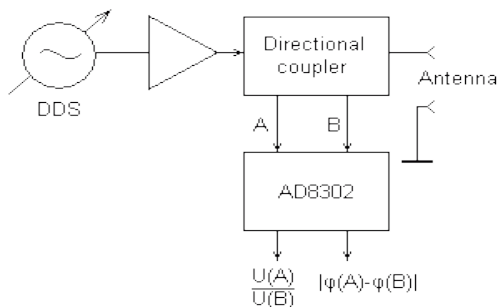 Directional
coupler
Antenna
DDS
A B
AD8302
U(A)
U(B)
|φ(A)-φ(B)|